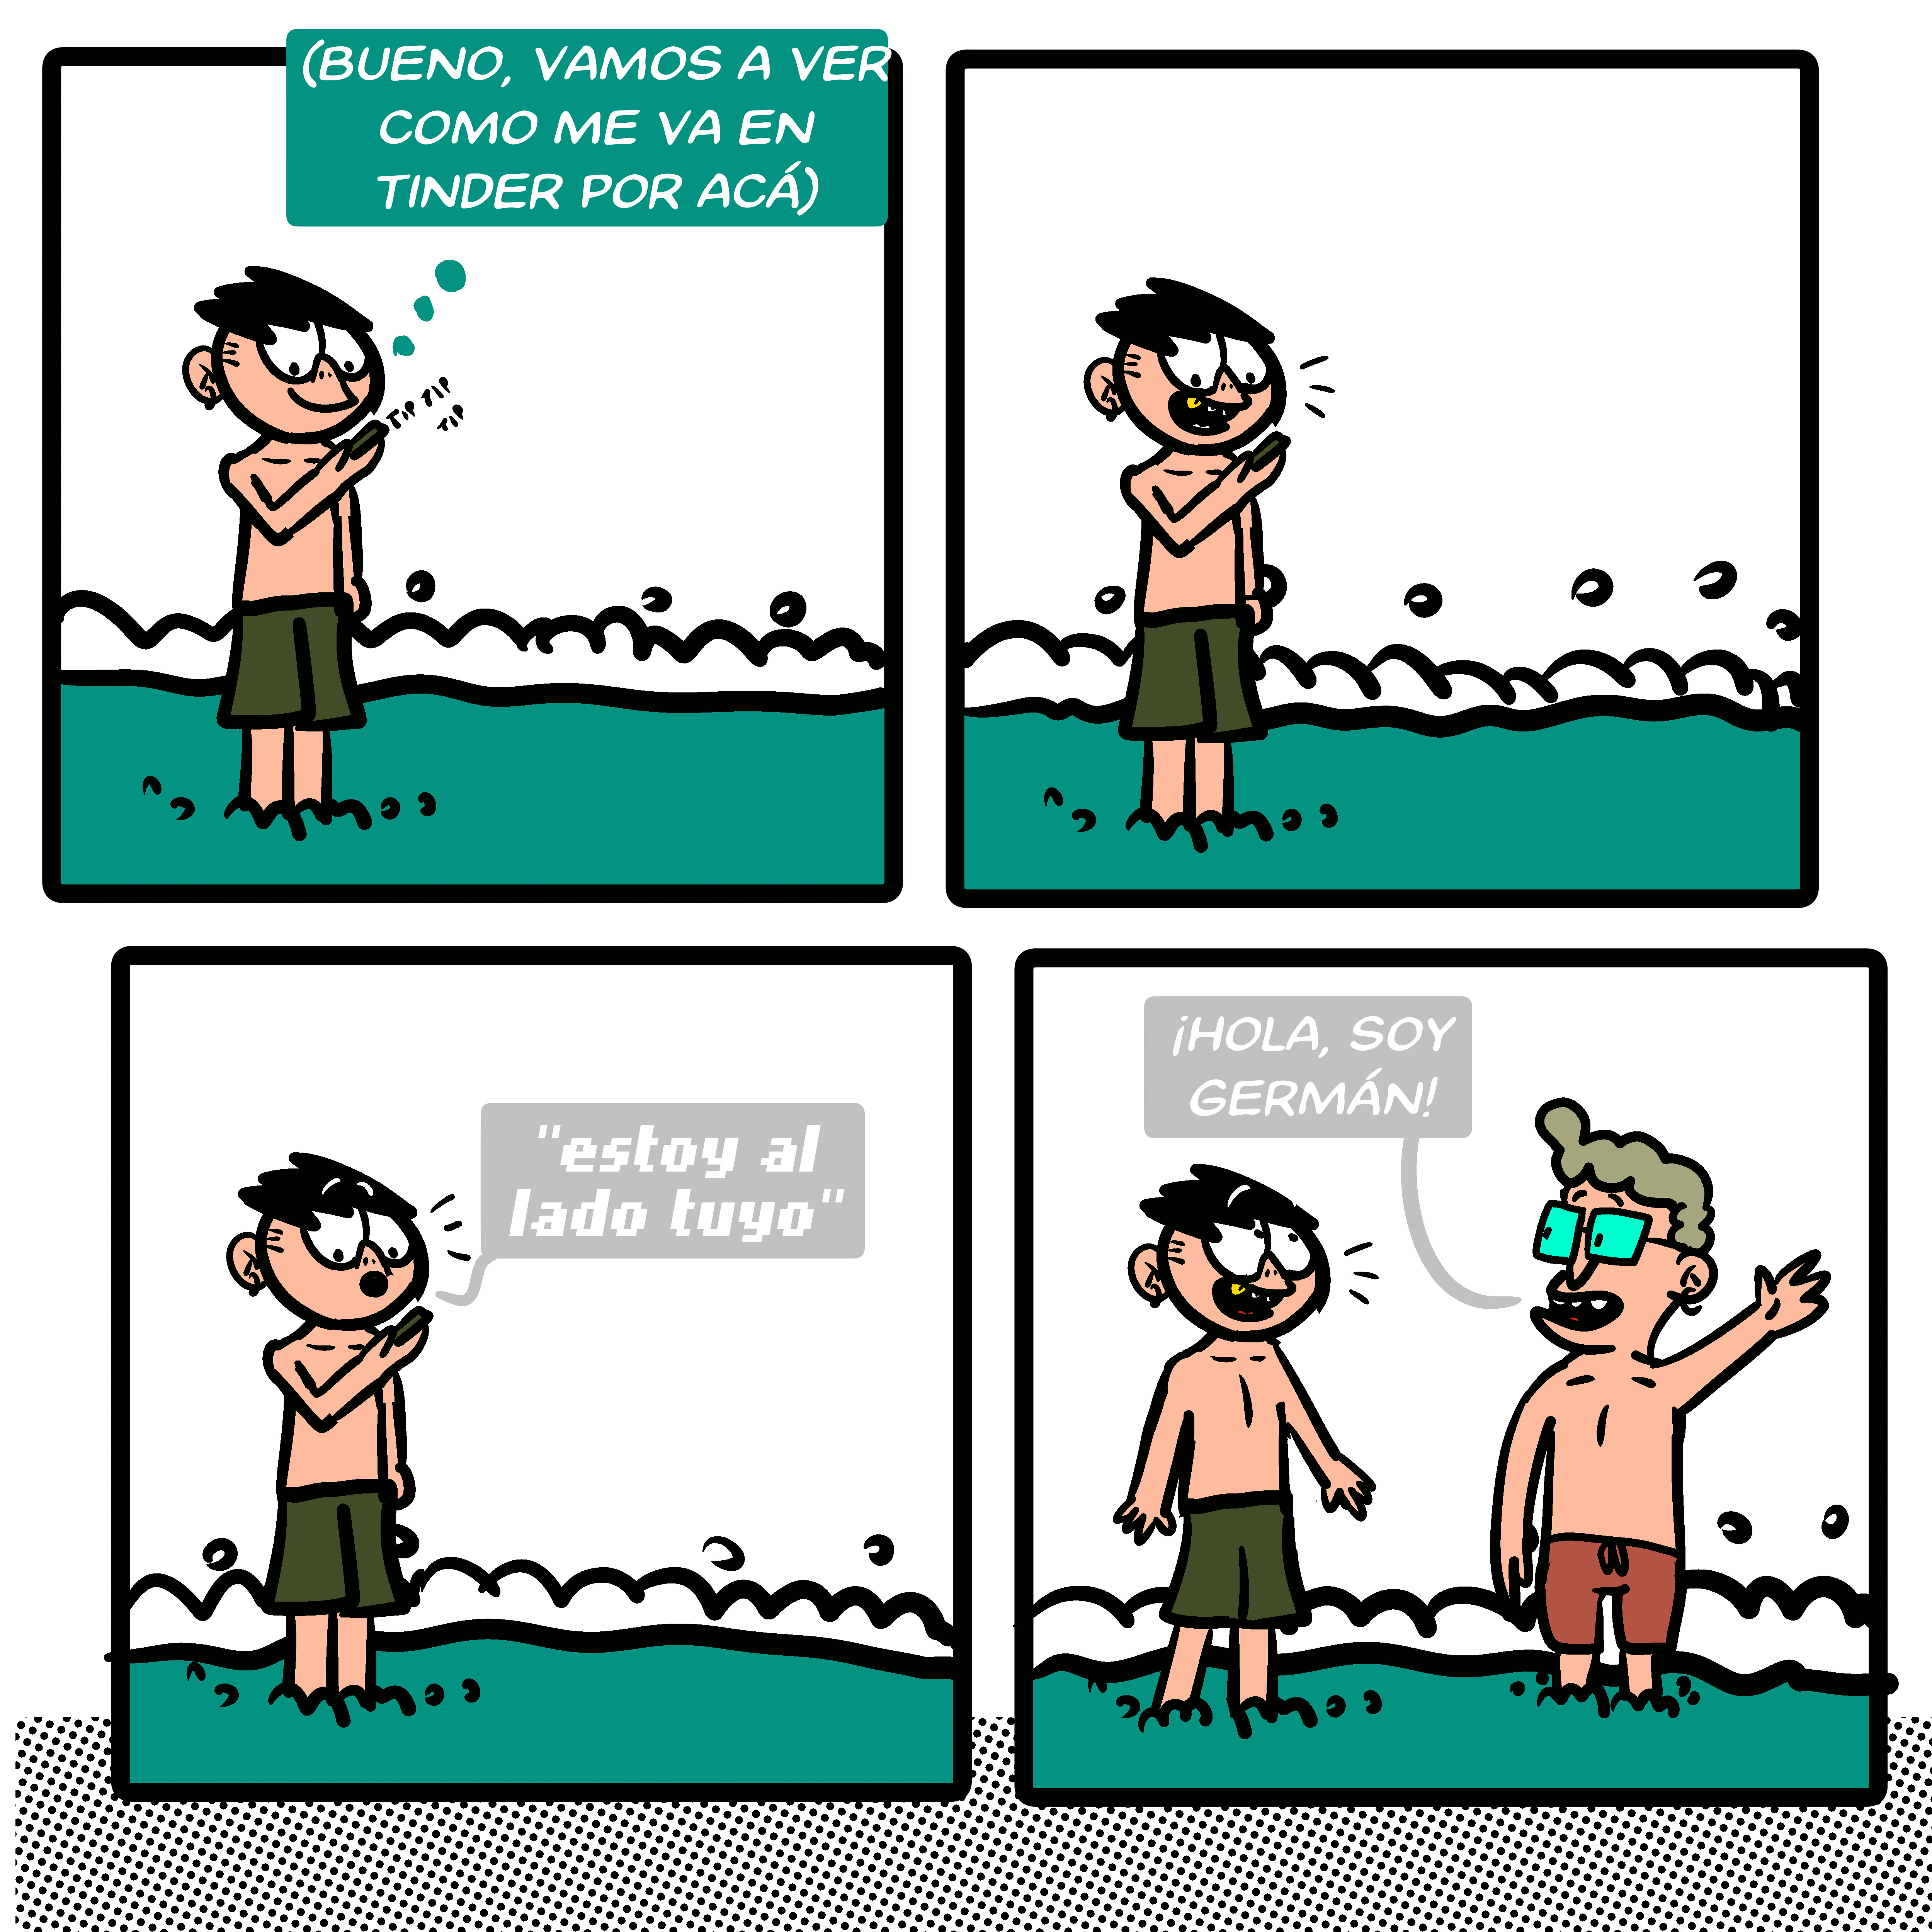 (BUENO, VAMOS A VER
COMO ME VA EN
TINDER POR ACÁ)
TIP TIP
TIP
"estoy al
lado tuyo"
¡HOLA, SOY
GERMÁN!